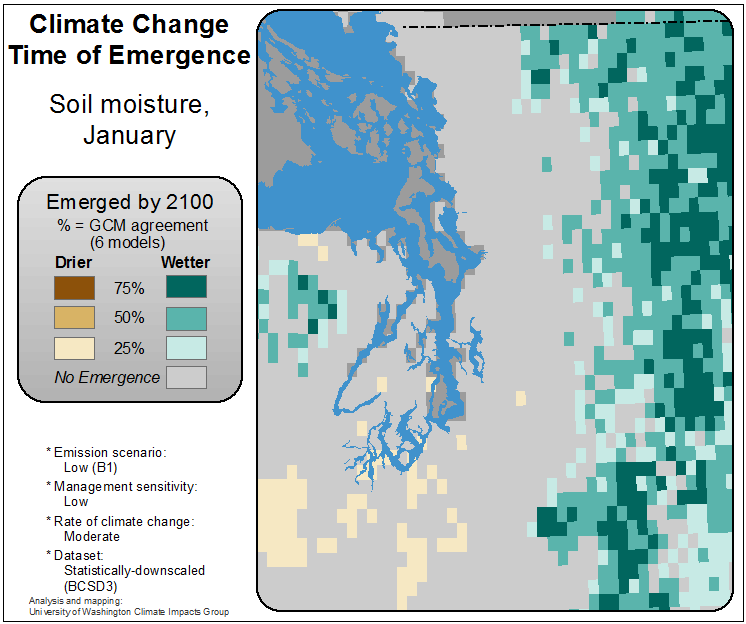 Climate Change
Time of Emergence
Soil moisture,
January
Emerged by 2100
% = GCM agreement
(6 models)
Drier Wetter
75%
50%
25%
No Emergence
* Emission scenario:
Low (B1)
* Management sensitivity:
Low
* Rate of climate change:
Moderate
* Dataset:
Statistically-downscaled
(BCSD3)
Analysis and mapping:
University of Washington Climate Impacts Group